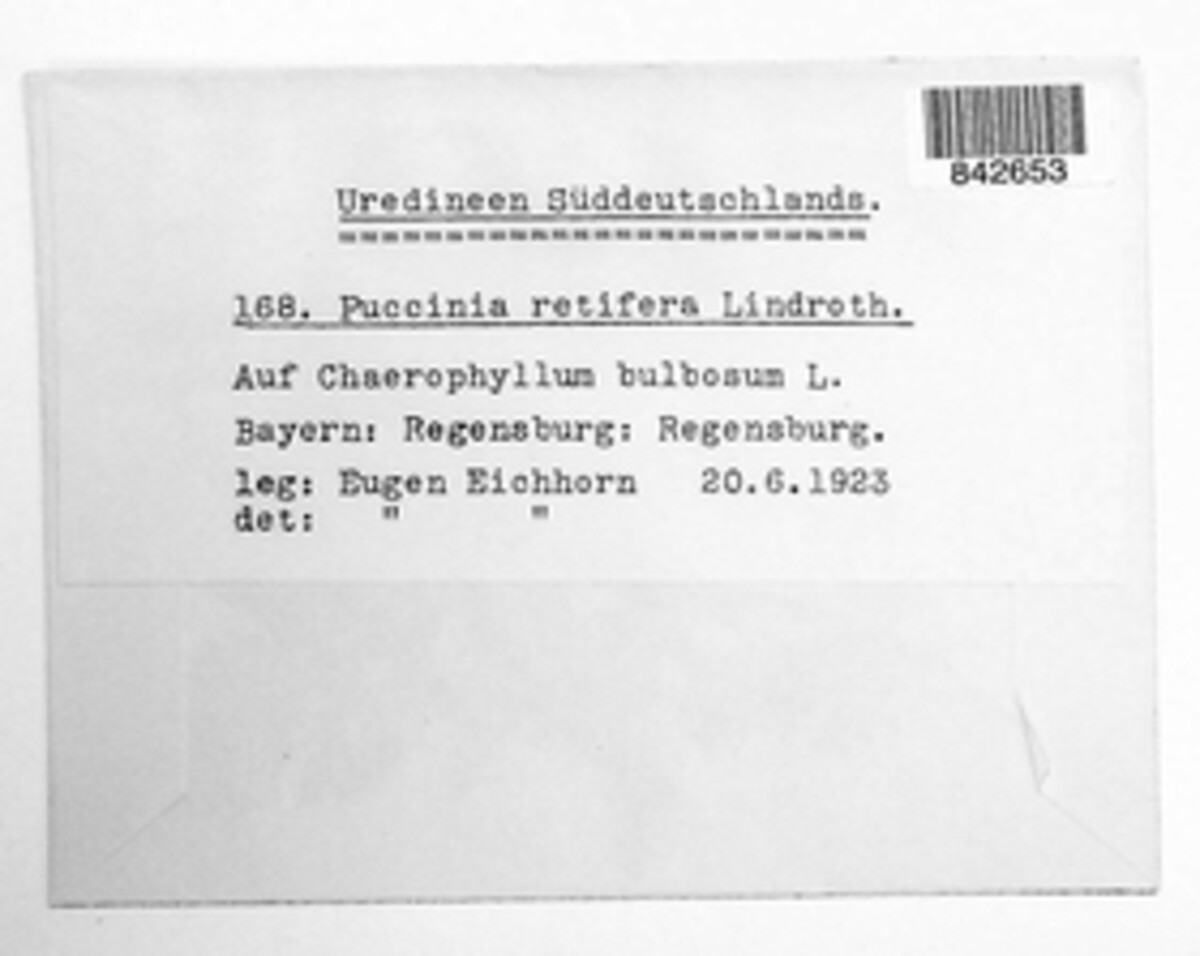 842653
Uredineen Süddeutschlands.
=========================
168. Puccinia retifera Lindroth.
Auf Chaerophyllum bulbosum L.
Bayern: Regensburg: Regensburg.
leg: Eugen Eichhorn 20.6.1923
det: " "